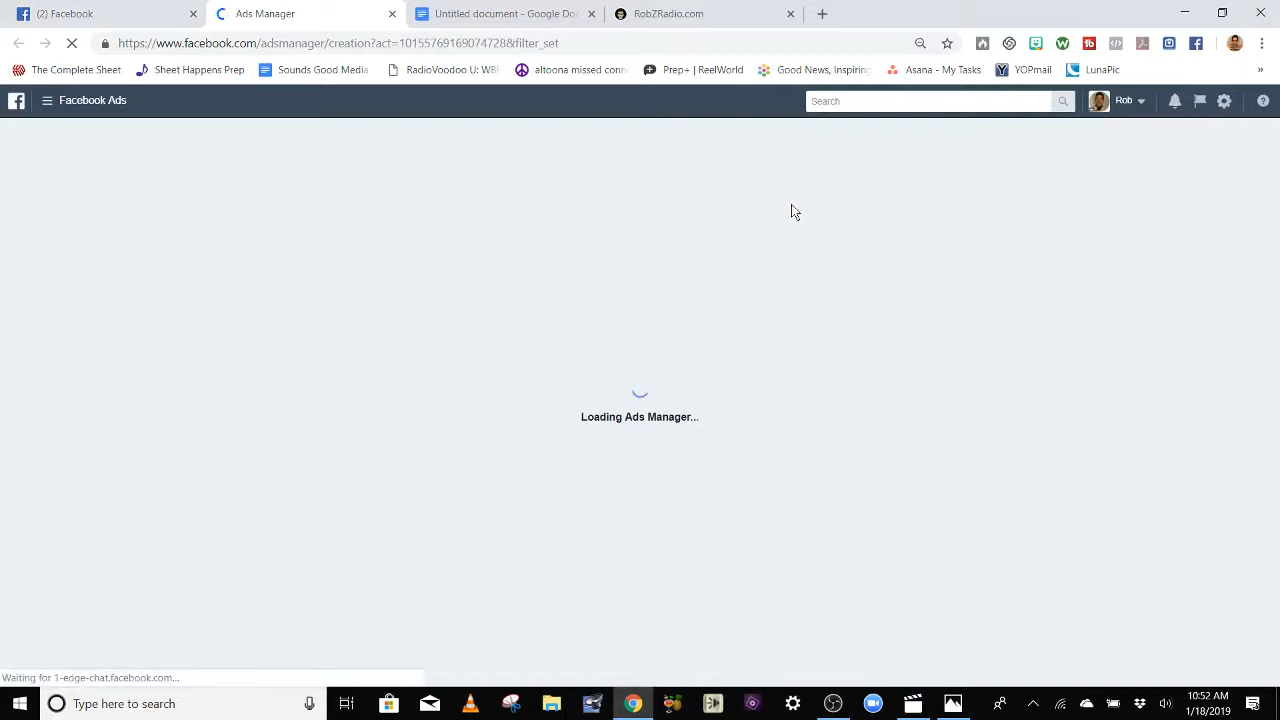 (2) Facebook
Ads Manager
Untitled document - Google Doc
RobZRadio.com
https://www.facebook.com/adsmanager/creation?act=10155769169074728&filter_set
The Complete Sheet
Sheet Happens Prep
Sounds Good Media
RadioVoodoo U: WBF
altoona missed conn
Prep+ | ReelWorld
Good News, Inspiring
Asana - My Tasks
YOPmail
LunaPic
»
Facebook Ads
Search
Rob
Loading Ads Manager...
Waiting for 1-edge-chat.facebook.com...
Type here to search
10:52 AM
1/18/2019